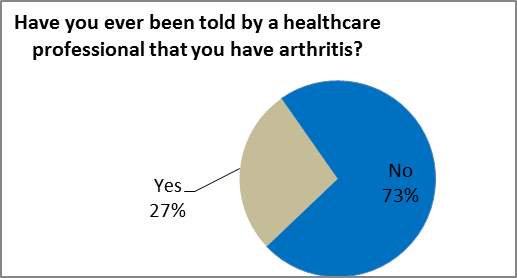 Have you ever been told by a healthcare
professional that you have arthritis?
No
73%
Yes
27%